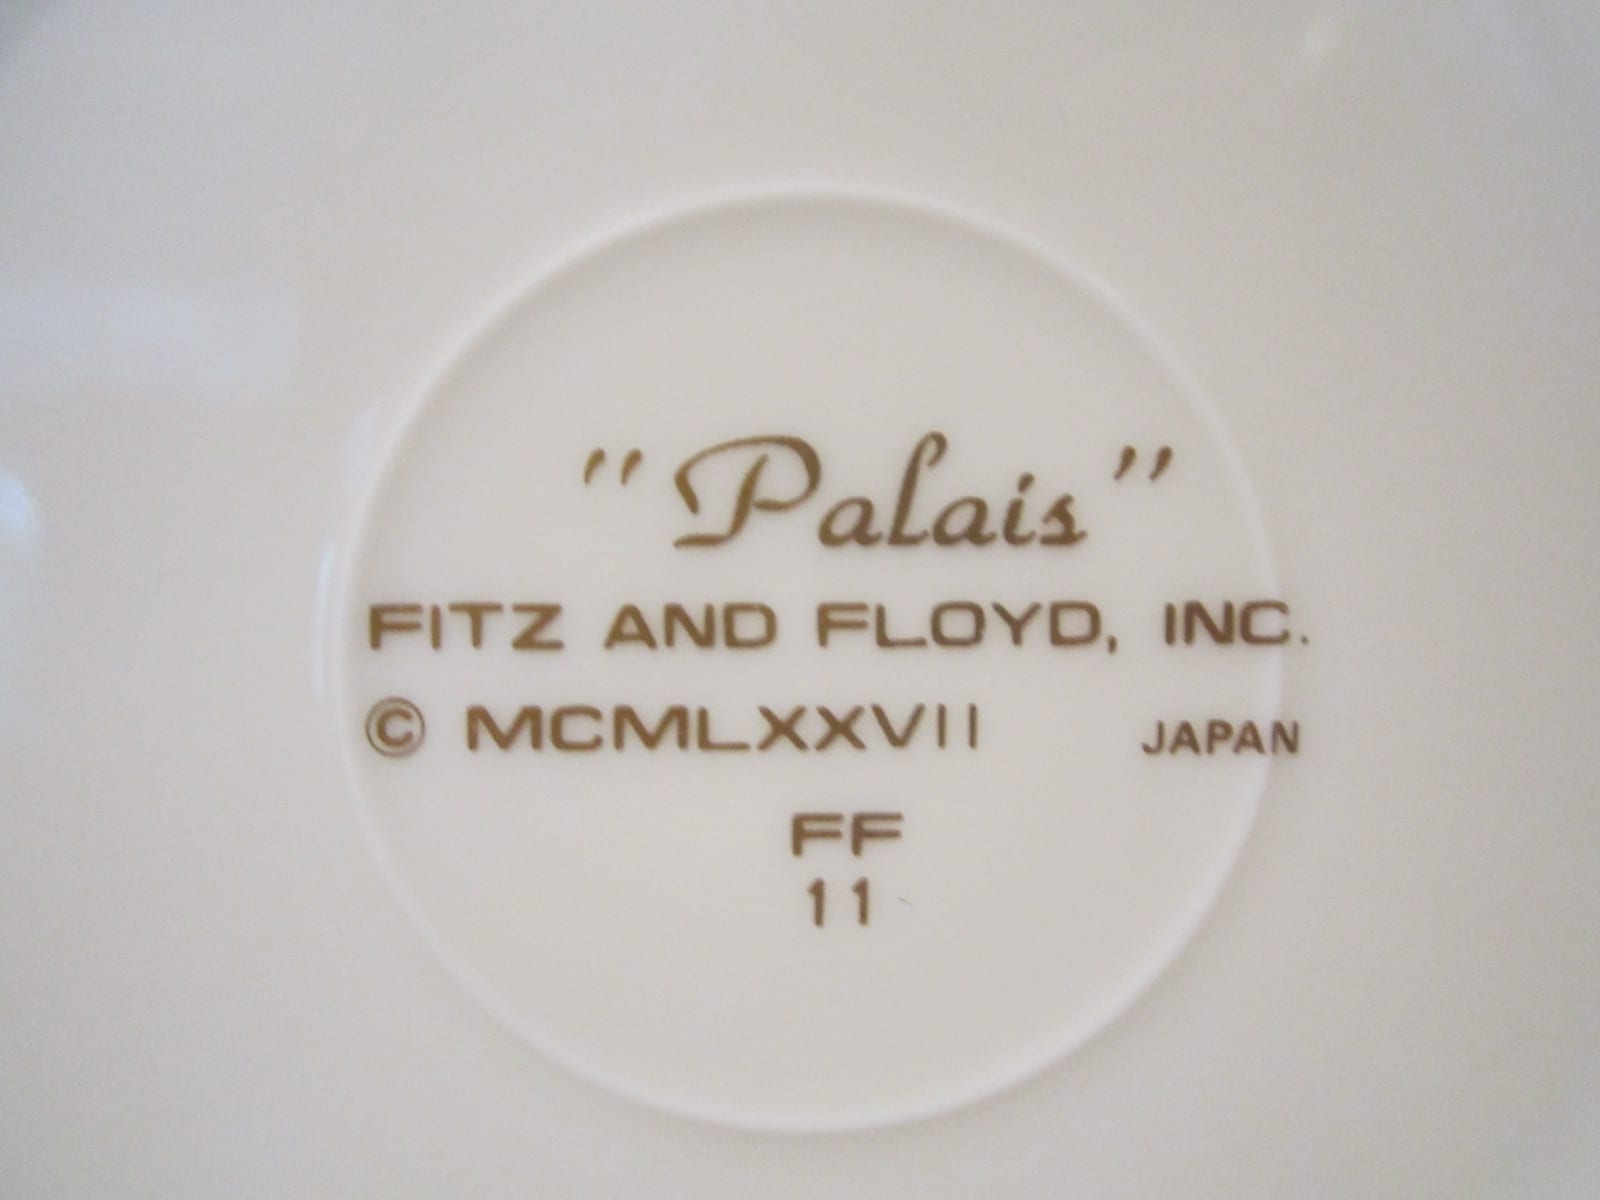 "Palais"
FITZ AND FLOYD, INC.
© MCMLXXVII JAPAN
FF
11